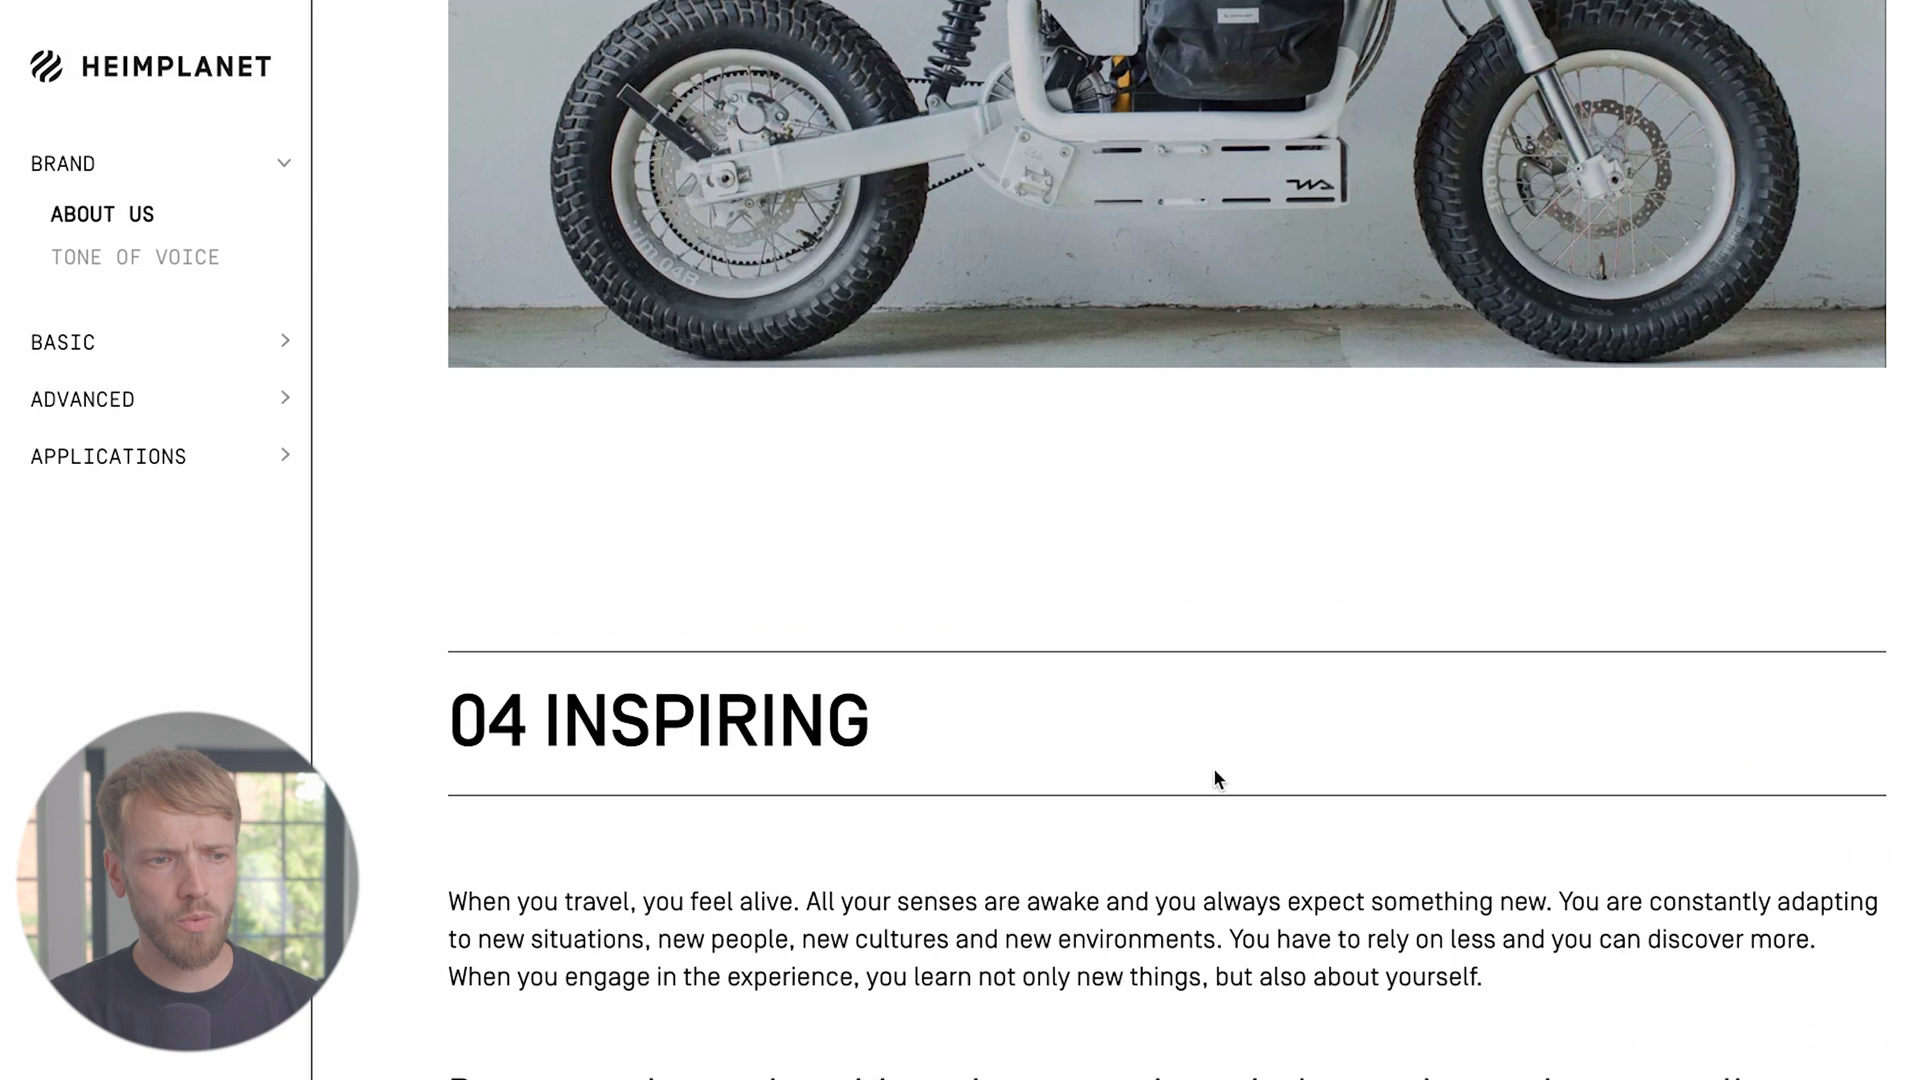 HEIMPLANET
BRAND
ABOUT US
TONE OF VOICE
BASIC
ADVANCED
APPLICATIONS
04 INSPIRING
When you travel, you feel alive. All your senses are awake and you always expect something new. You are constantly adapting
to new situations, new people, new cultures and new environments. You have to rely on less and you can discover more.
When you engage in the experience, you learn not only new things, but also about yourself.